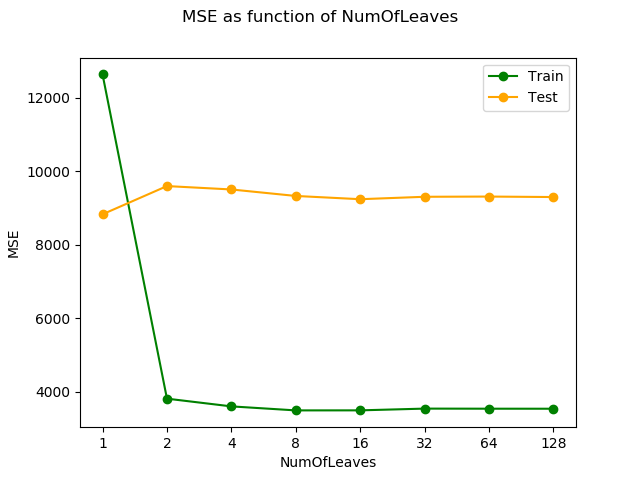 MSE as function of NumOfLeaves
Train
Test
12000
10000
8000
6000
4000
MSE
1 2 4 8 16 32 64 128
NumOfLeaves